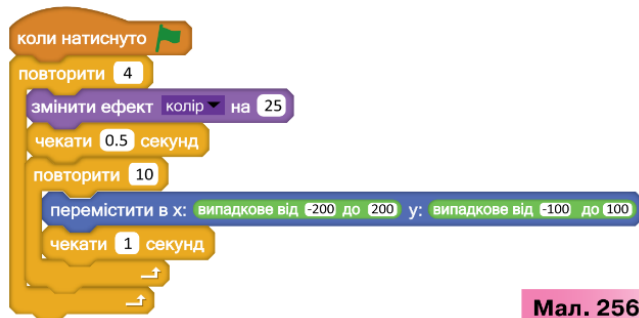 коли натиснуто
повторити 4
змінити ефект колір на 25
чекати 0.5 секунд
повторити 10
перемістити в x: випадкове від -200 до 200 y: випадкове від -100 до 100
чекати 1 секунд
Мал. 256